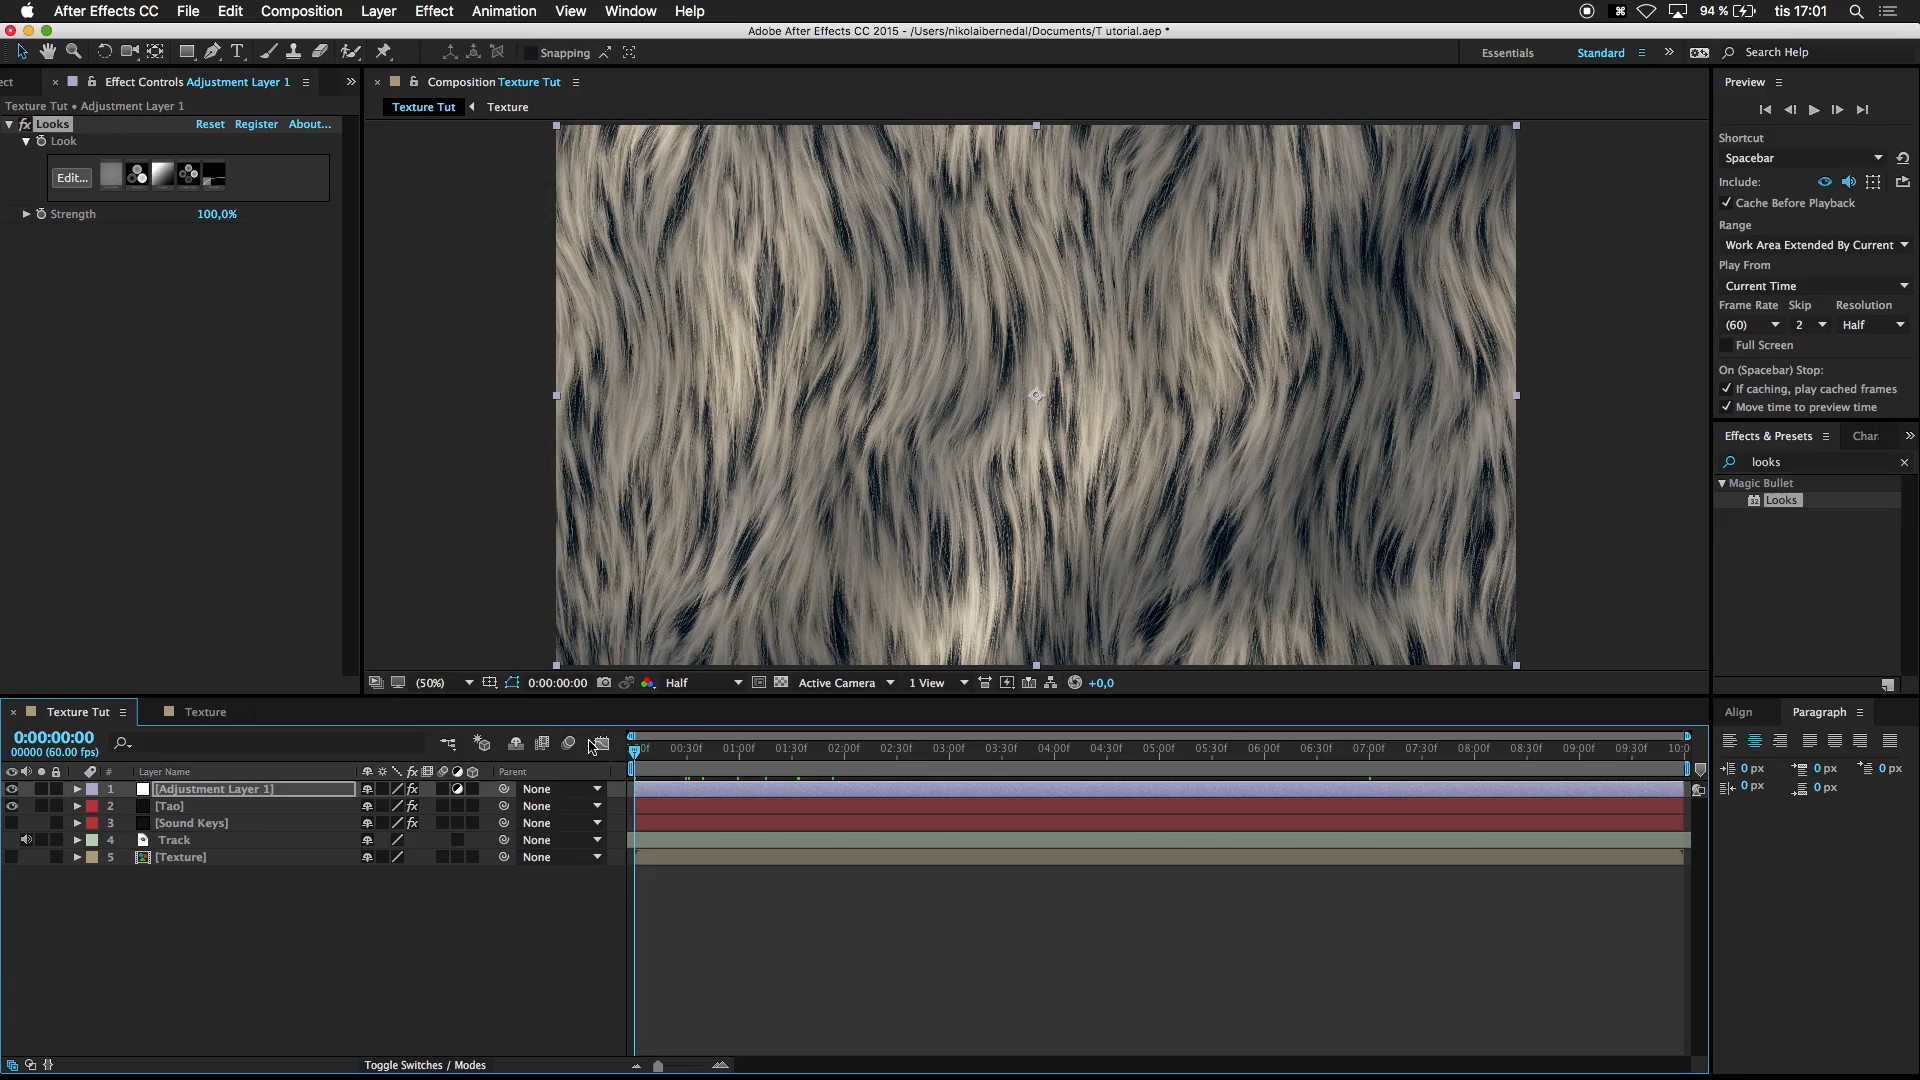 After Effects CC File Edit Composition Layer Effect Animation View Window Help 94 % tis 17:01
Adobe After Effects CC 2015 - /Users/nikolaibernedal/Documents/T utorial.aep *
Snapping Essentials Standard Search Help
ect Effect Controls Adjustment Layer 1
Composition Texture Tut
Preview
Texture Tut • Adjustment Layer 1
Texture Tut Texture
fx Looks Reset Register About...
Look
Edit...
Strength 100,0%
Shortcut
Spacebar
Include:
Cache Before Playback
Range
Work Area Extended By Current
Play From
Current Time
Frame Rate Skip Resolution
(60) 2 Half
Full Screen
On (Spacebar) Stop:
If caching, play cached frames
Move time to preview time
Effects & Presets Char
looks
Magic Bullet
32 Looks
(50%) 0:00:00:00 Half Active Camera 1 View +0,0
Texture Tut Texture
Align Paragraph
0:00:00:00
00000 (60.00 fps)
00:30f 01:00f 01:30f 02:00f 02:30f 03:00f 03:30f 04:00f 04:30f 05:00f 05:30f 06:00f 06:30f 07:00f 07:30f 08:00f 08:30f 09:00f 09:30f 10:0
# Layer Name fx Parent
1 [Adjustment Layer 1] fx None
2 [Tao] fx None
3 [Sound Keys] fx None
4 Track None
5 [Texture] None
0 px 0 px 0 px
0 px 0 px
Toggle Switches / Modes